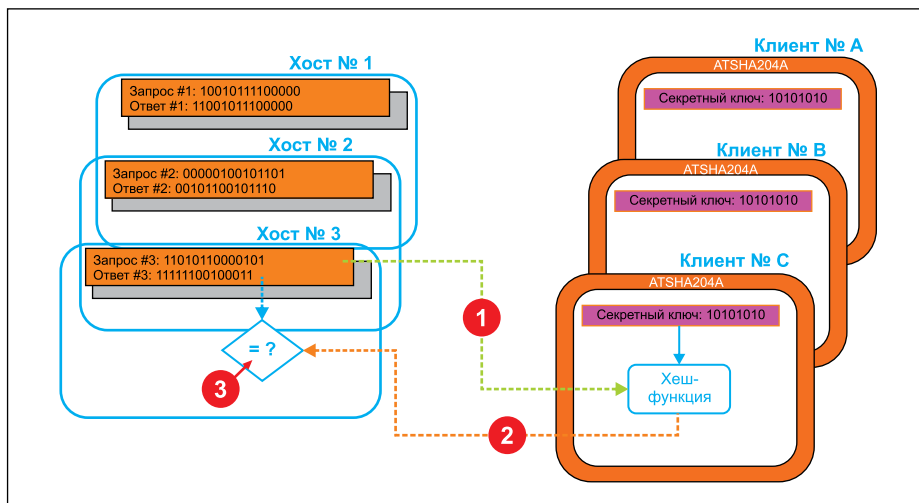 Хост № 1
Запрос #1: 10010111100000
Ответ #1: 11001011100000
Хост № 2
Запрос #2: 00000100101101
Ответ #2: 00101100101110
Хост № 3
Запрос #3: 11010110000101
Ответ #3: 11111100100011
= ?
3
1
2
Клиент № A
ATSHA204A
Секретный ключ: 10101010
Клиент № B
ATSHA204A
Секретный ключ: 10101010
Клиент № C
ATSHA204A
Секретный ключ: 10101010
Хеш-
функция